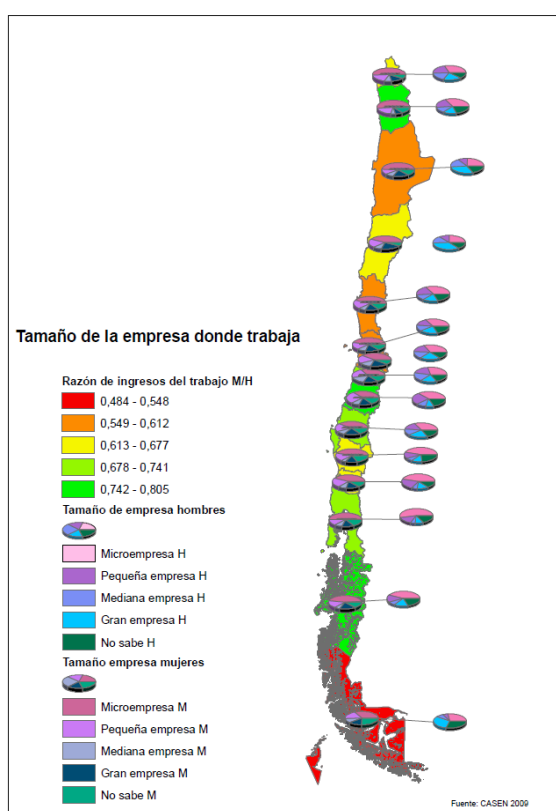 Tamaño de la empresa donde trabaja
Razón de ingresos del trabajo M/H
0,484 - 0,548
0,549 - 0,612
0,613 - 0,677
0,678 - 0,741
0,742 - 0,805
Tamaño de empresa hombres
Microempresa H
Pequeña empresa H
Mediana empresa H
Gran empresa H
No sabe H
Tamaño empresa mujeres
Microempresa M
Pequeña empresa M
Mediana empresa M
Gran empresa M
No sabe M
Fuente: CASEN 2009